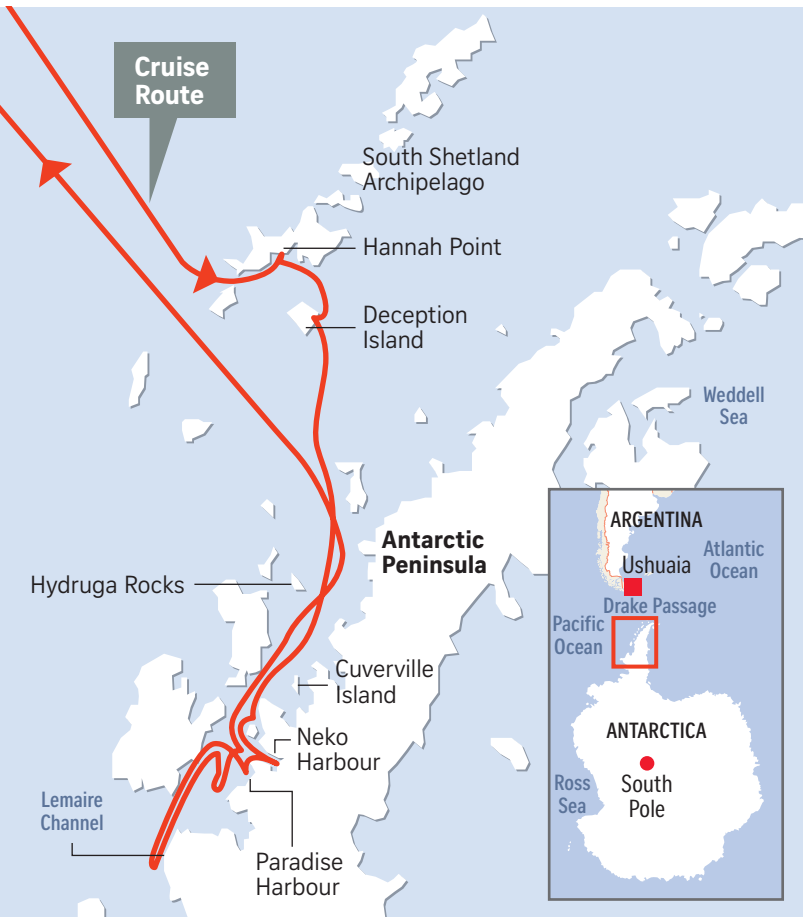 Cruise
Route
South Shetland
Archipelago
Hannah Point
Deception
Island
Weddell
Sea
Antarctic
Peninsula
Hydruga Rocks
Cuverville
Island
Neko
Harbour
Lemaire
Channel
Paradise
Harbour
ARGENTINA
Ushuaia
Atlantic
Ocean
Drake Passage
Pacific
Ocean
ANTARCTICA
Ross
Sea
South
Pole